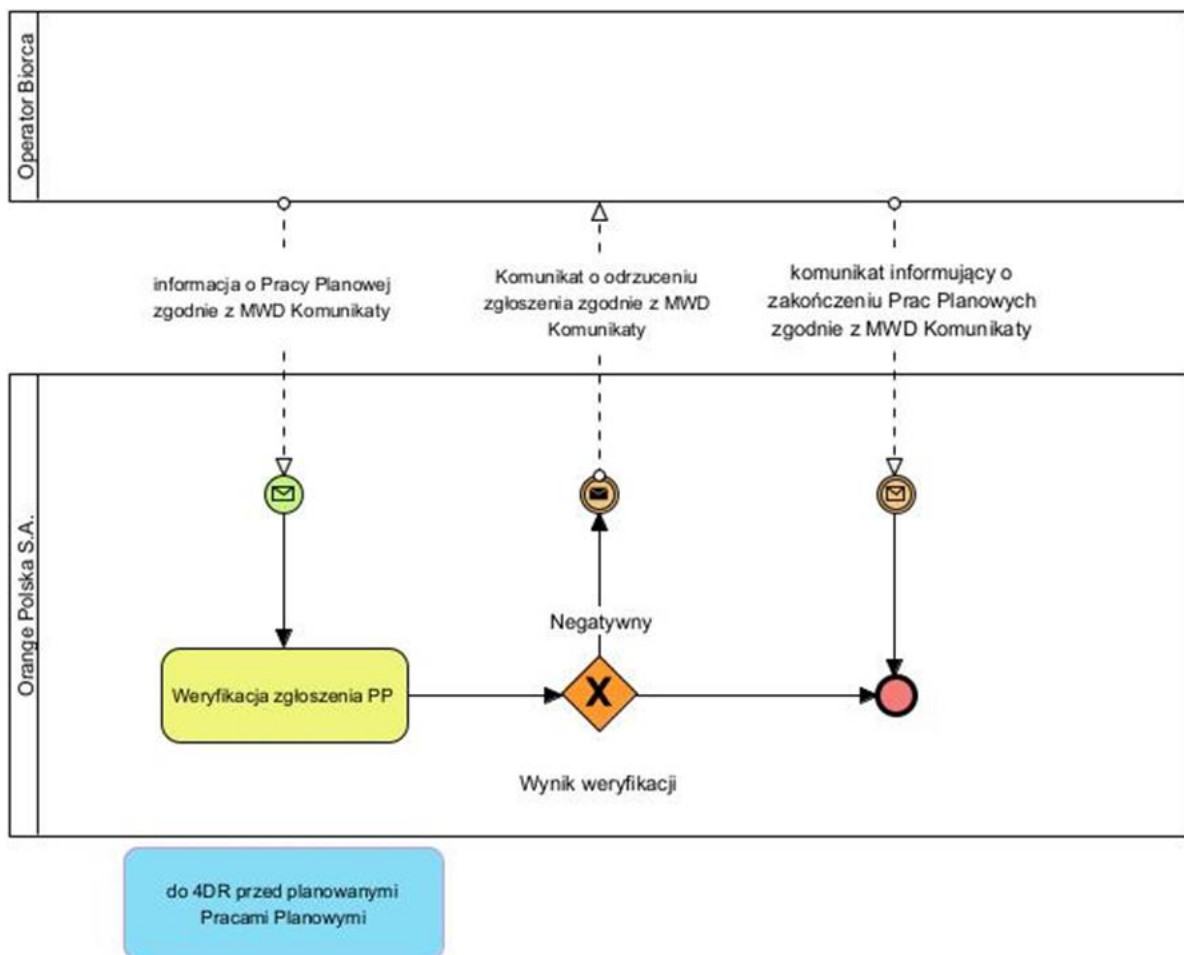 Operator Biorca
informacja o Pracy Planowej
zgodnie z MWD Komunikaty
Komunikat o odrzuceniu
zgłoszenia zgodnie z MWD
Komunikaty
komunikat informujący o
zakończeniu Prac Planowych
zgodnie z MWD Komunikaty
Orange Polska S.A.
Negatywny
Weryfikacja zgłoszenia PP
X
Wynik weryfikacji
do 4DR przed planowanymi
Pracami Planowymi